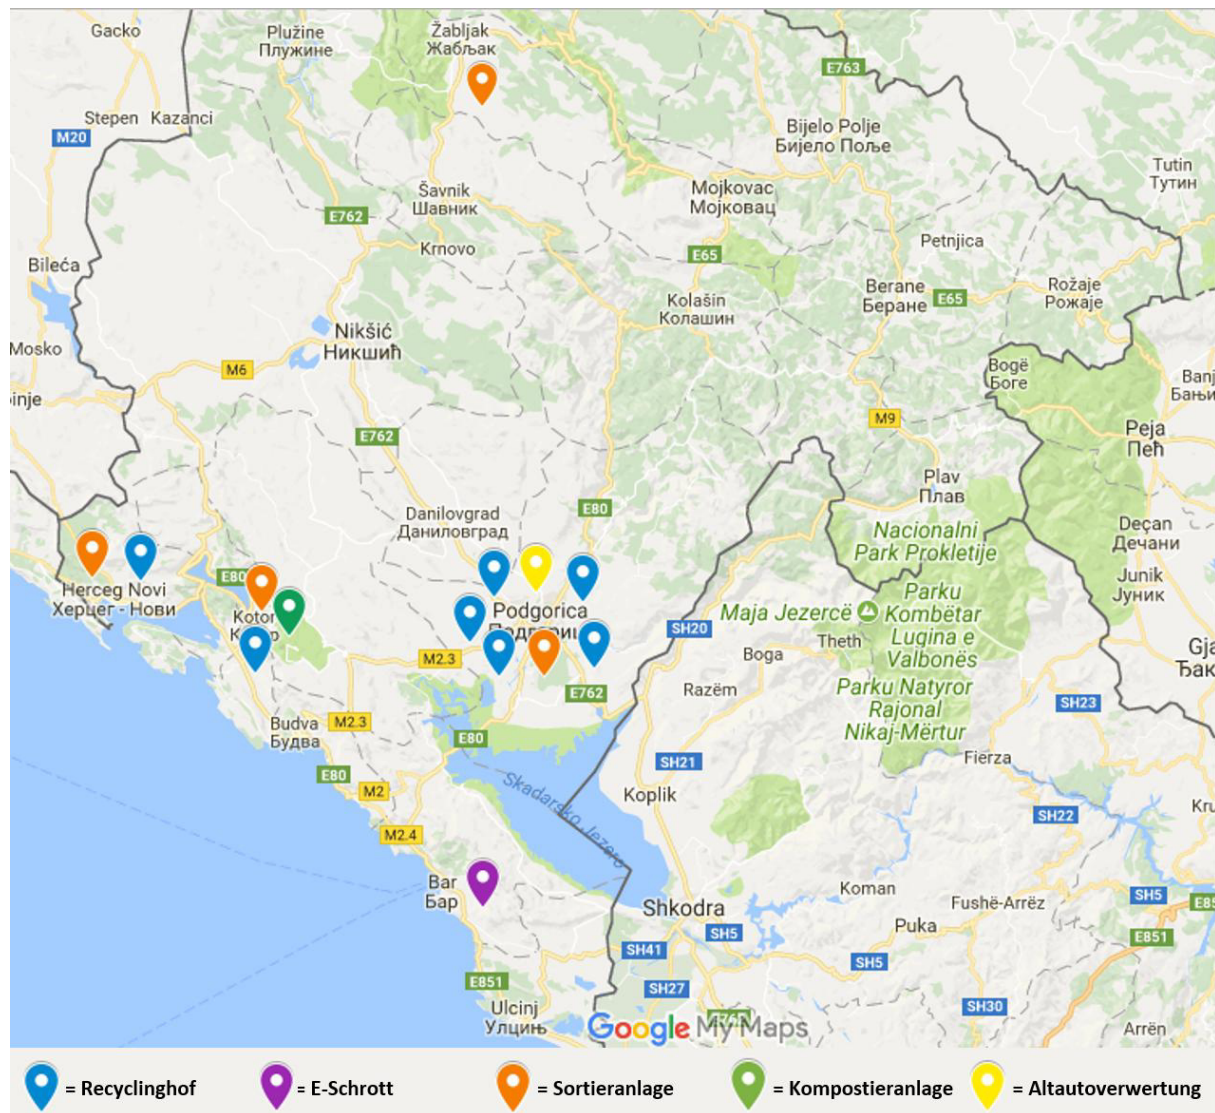 Gacko
Plužine
Плужине
Žabljak
Жабљак
E763
Stepen Kazanci
M20
Bijelo Polje
Бијело Поље
Tutin
Тутин
Šavnik
Шавник
Mojkovac
Мојковац
E762
Krnovo
Petnjica
E65
Bileća
Berane
Беране
E65
Rožaje
Рожаје
Kolašin
Колашин
Nikšić
Никшић
Mosko
M6
Bogë
Боге
inje
M9
E762
Peja
Пећ
Plav
Плав
E80
Danilovgrad
Даниловград
Nacionalni
Park Prokletije
Deçan
Дечани
Junik
Јуник
E80
Herceg Novi
Херцег - Нови
Parku
Kombëtar
Lugina e
Valbonës
Maja Jezercë
Podgorica
SH20
Theth
Boga
M2.3
Razëm
E762
Parku Natyror
Rajonal
Nikaj-Mërtur
SH23
Budva
Будва
M2.3
E80
SH21
Fierza
E80
M2
Koplik
Skadarsko Jezero
SH22
M2.4
Bar
Бар
Koman
SH5
Fushë-Arrëz
Shkodra
Puka
SH5
E851
SH41
SH5
E851
SH27
SH30
Ulcinj
Улцињ
Google My Maps
Arrën
= Recyclinghof = E-Schrott = Sortieranlage = Kompostieranlage = Altautoverwertung